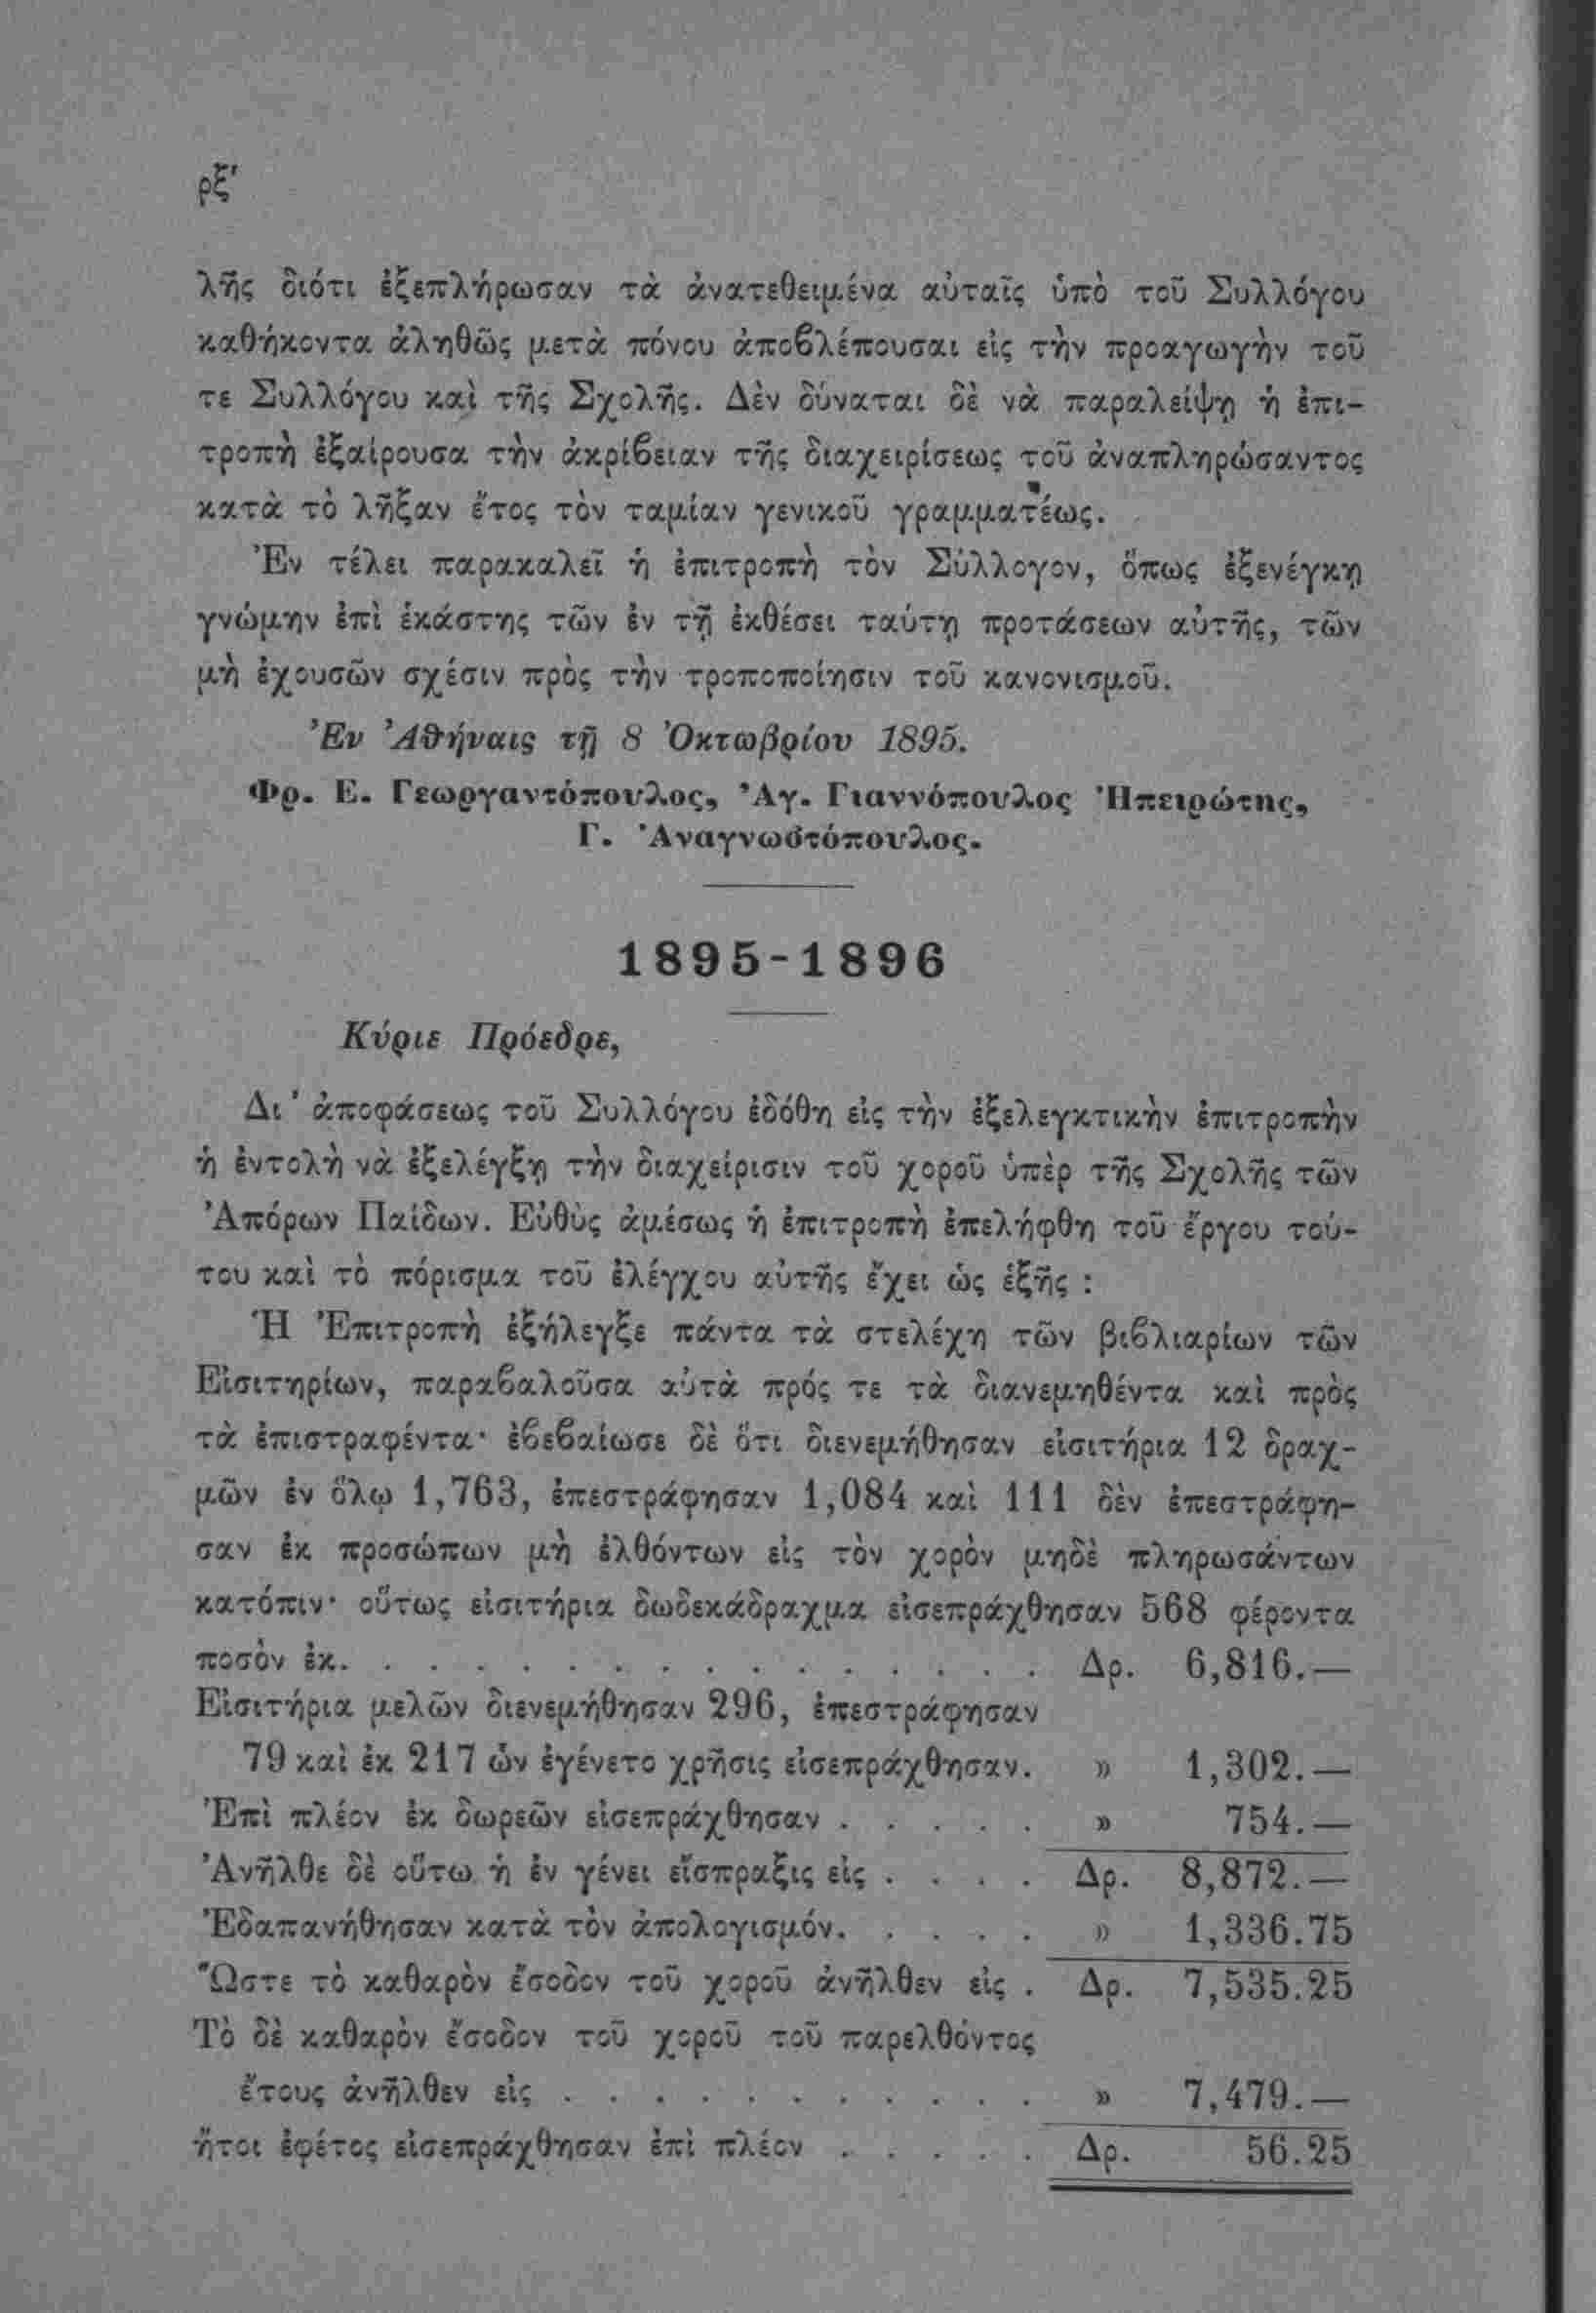 ρξʹ
λῆς διότι ἐξεπλήρωσαν τὰ ἀνατεθειμένα αὐταῖς ὑπὸ τοῦ Συλλόγου
καθήκοντα ἀληθῶς μετὰ πόνου ἀποβλέπουσαι εἰς τὴν προαγωγὴν τοῦ
τε Συλλόγου καὶ τῆς Σχολῆς. Δὲν δύναται δὲ νὰ παραλείψῃ ἡ ἐπι-
τροπὴ ἐξαίρουσα τὴν ἀκρίβειαν τῆς διαχειρίσεως τοῦ ἀναπληρώσαντος
κατὰ τὸ λῆξαν ἔτος τὸν ταμίαν γενικοῦ γραμματέως.
Ἐν τέλει παρακαλεῖ ἡ ἐπιτροπὴ τὸν Σύλλογον, ὅπως ἐξενέγκῃ
γνώμην ἐπὶ ἑκάστης τῶν ἐν τῇ ἐκθέσει ταύτῃ προτάσεων αὐτῆς, τῶν
μὴ ἐχουσῶν σχέσιν πρὸς τὴν τροποποίησιν τοῦ κανονισμοῦ.
Ἐν Ἀθήναις τῇ 8 Ὀκτωβρίου 1895.
Φρ. Ε. Γεωργαντόπουλος, Ἀγ. Γιαννόπουλος Ἠπειρώτης,
Γ. Ἀναγνωστόπουλος.
1895-1896
Κύριε Πρόεδρε,
Δι' ἀποφάσεως τοῦ Συλλόγου ἐδόθη εἰς τὴν ἐξελεγκτικὴν ἐπιτροπὴν
ἡ ἐντολὴ νὰ ἐξελέγξῃ τὴν διαχείρισιν τοῦ χοροῦ ὑπὲρ τῆς Σχολῆς τῶν
Ἀπόρων Παίδων. Εὐθὺς ἀμέσως ἡ ἐπιτροπὴ ἐπελήφθη τοῦ ἔργου τού-
του καὶ τὸ πόρισμα τοῦ ἐλέγχου αὐτῆς ἔχει ὡς ἑξῆς :
Ἡ Ἐπιτροπὴ ἐξήλεγξε πάντα τὰ στελέχη τῶν βιβλιαρίων τῶν
Εἰσιτηρίων, παραβαλοῦσα αὐτὰ πρός τε τὰ διανεμηθέντα καὶ πρὸς
τὰ ἐπιστραφέντα· ἐβεβαίωσε δὲ ὅτι διενεμήθησαν εἰσιτήρια 12 δραχ-
μῶν ἐν ὅλῳ 1,763, ἐπεστράφησαν 1,084 καὶ 111 δὲν ἐπεστράφη-
σαν ἐκ προσώπων μὴ ἐλθόντων εἰς τὸν χορὸν μηδὲ πληρωσάντων
κατόπιν· οὕτως εἰσιτήρια δωδεκάδραχμα εἰσεπράχθησαν 568 φέροντα
ποσὸν ἐκ. . . . . . . . . . . . . . . . Δρ. 6,816.—
Εἰσιτήρια μελῶν διενεμήθησαν 296, ἐπεστράφησαν
79 καὶ ἐκ 217 ὧν ἐγένετο χρῆσις εἰσεπράχθησαν. » 1,302.—
Ἐπὶ πλέον ἐκ δωρεῶν εἰσεπράχθησαν . . . . . » 754.—
Ἀνῆλθε δὲ οὕτω ἡ ἐν γένει εἴσπραξις εἰς . . . . Δρ. 8,872.—
Ἐδαπανήθησαν κατὰ τὸν ἀπολογισμόν. . . . . » 1,336.75
Ὥστε τὸ καθαρὸν ἔσοδον τοῦ χοροῦ ἀνῆλθεν εἰς . Δρ. 7,535.25
Τὸ δὲ καθαρὸν ἔσοδον τοῦ χοροῦ τοῦ παρελθόντος
ἔτους ἀνῆλθεν εἰς . . . . . . . . . . . » 7,479.—
ἤτοι ἐφέτος εἰσεπράχθησαν ἐπὶ πλέον . . . . . Δρ. 56.25